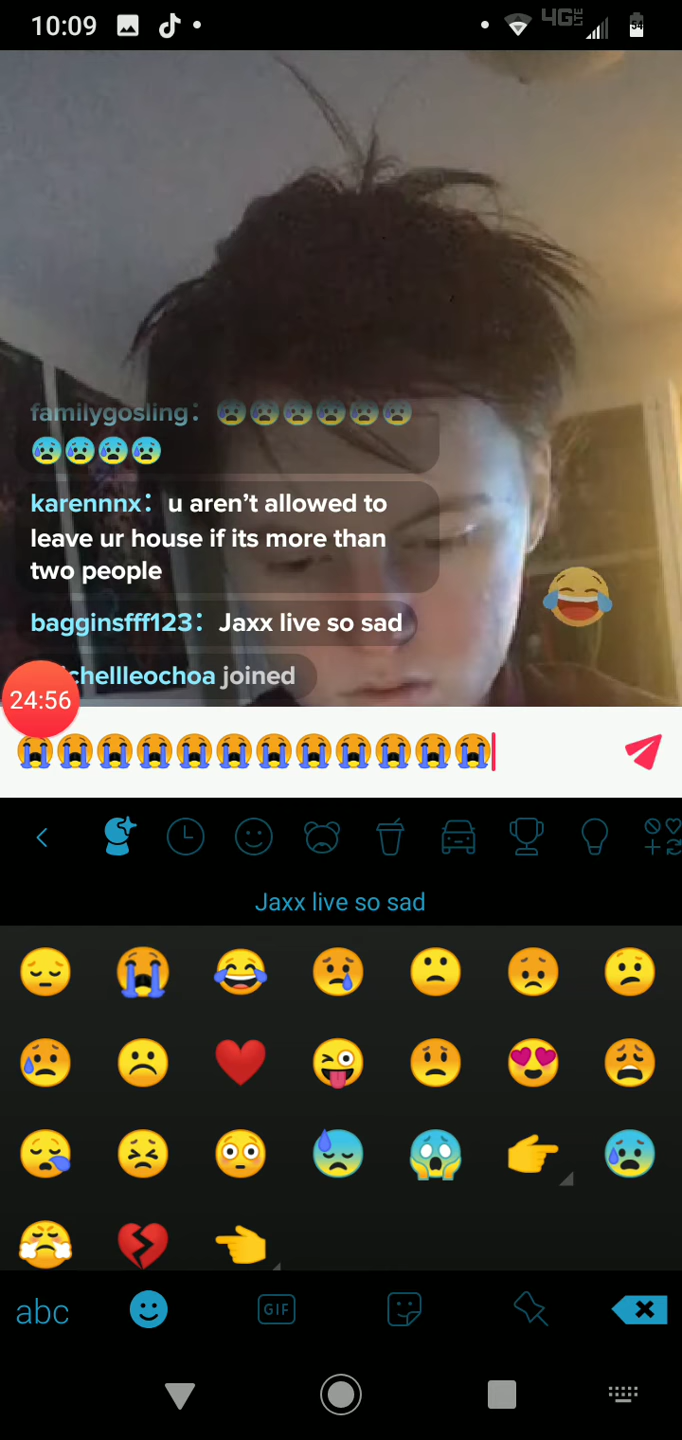 10:09 4G LTE 54
familygosling: 😰😰😰😰😰😰
😰😰😰😰
karennnx: u aren't allowed to
leave ur house if its more than
two people
bagginsfff123: Jaxx live so sad
chellleochoa joined
24:56
😭😭😭😭😭😭😭😭😭😭😭😭
Jaxx live so sad
abc GIF